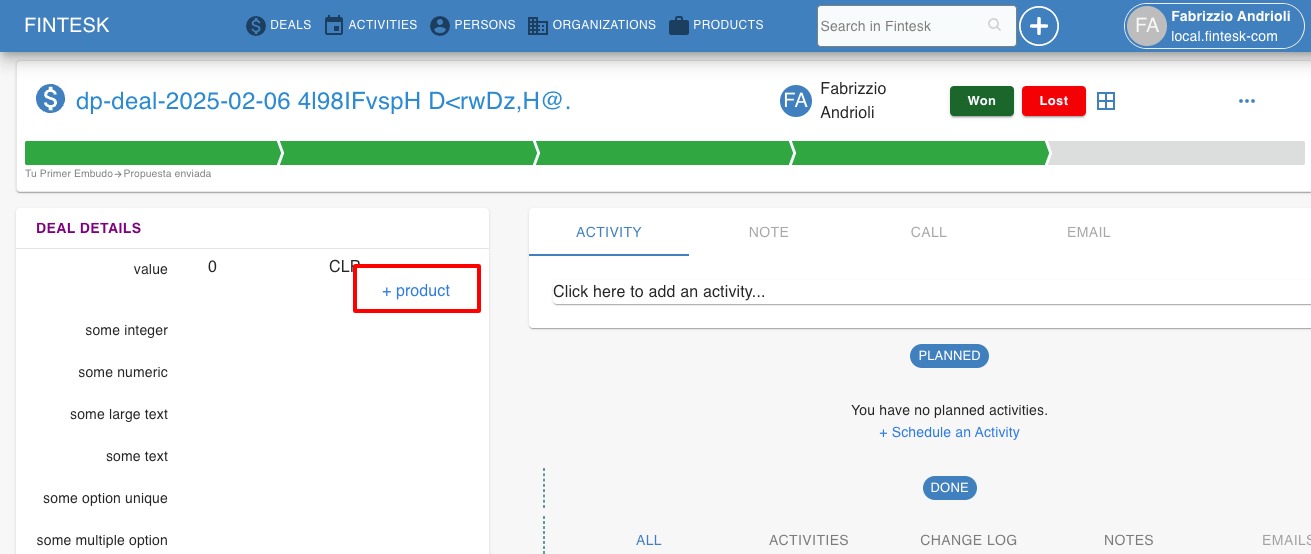 FINTESK
DEALS ACTIVITIES PERSONS ORGANIZATIONS PRODUCTS
Search in Fintesk
FA Fabrizzio Andrioli
local.fintesk-com
dp-deal-2025-02-06 4l98IFvspH D<rwDz,H@.
FA Fabrizzio
Andrioli
Won Lost
Tu Primer Embudo→Propuesta enviada
DEAL DETAILS
value 0 CLP
+ product
some integer
some numeric
some large text
some text
some option unique
some multiple option
ACTIVITY NOTE CALL EMAIL
Click here to add an activity...
PLANNED
You have no planned activities.
+ Schedule an Activity
DONE
ALL ACTIVITIES CHANGE LOG NOTES EMAILS